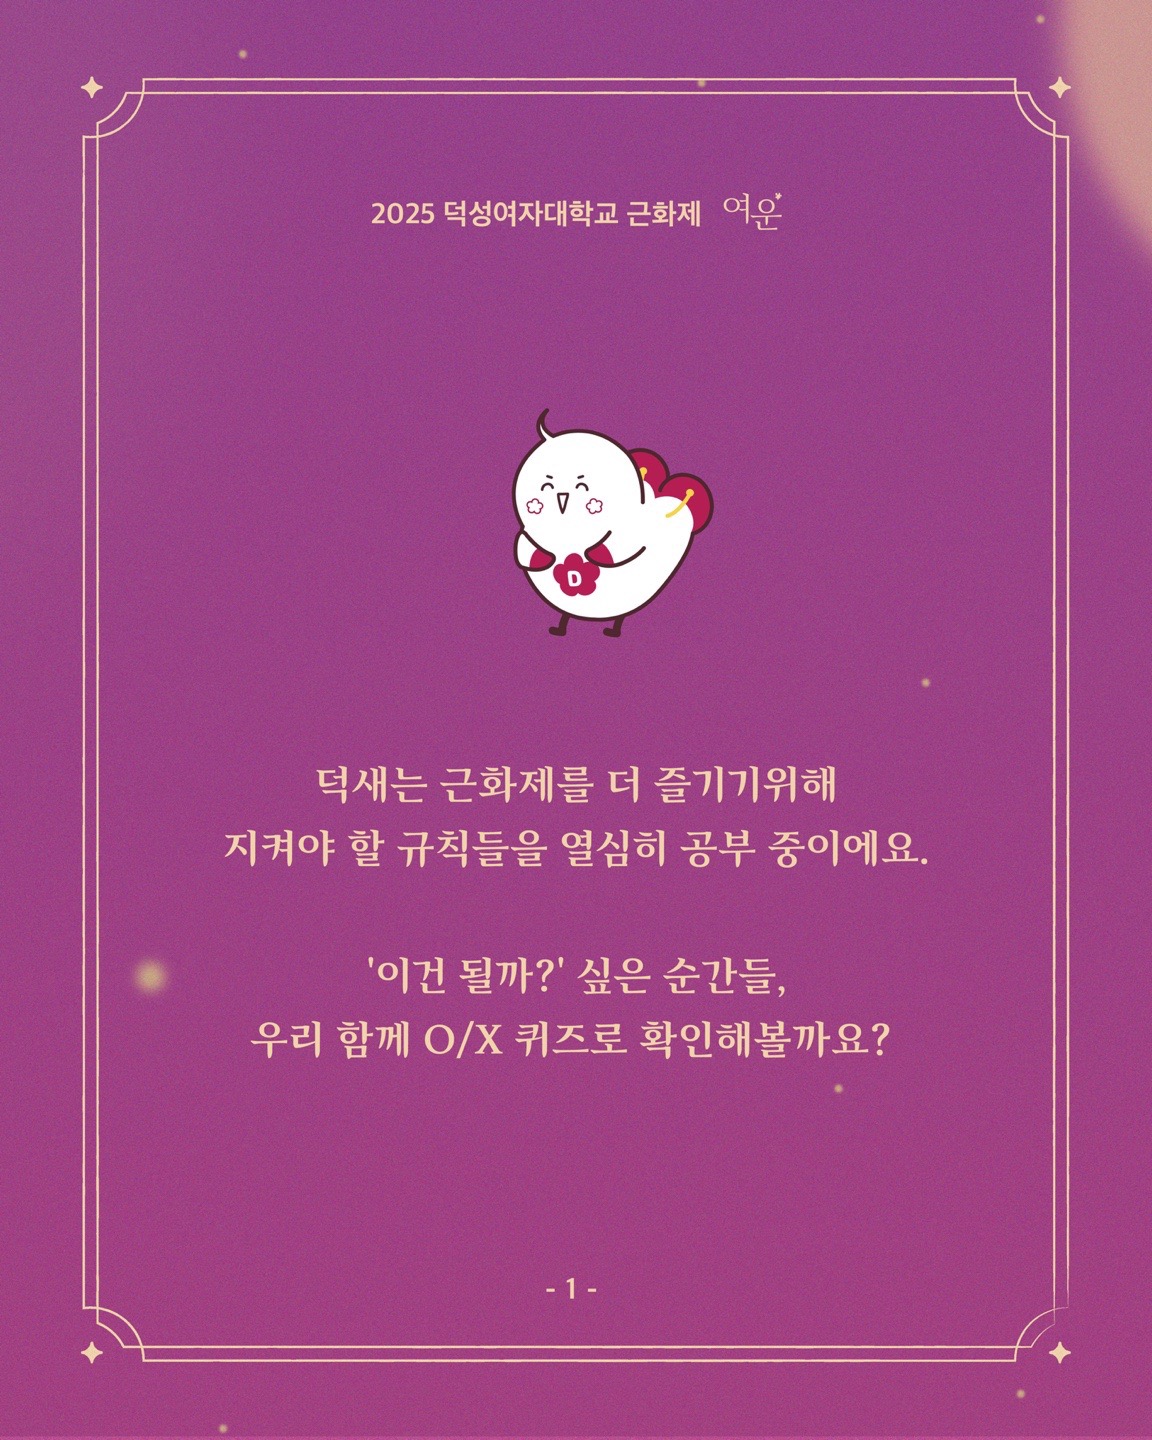 2025 덕성여자대학교 근화제 여운
D
덕새는 근화제를 더 즐기기위해
지켜야 할 규칙들을 열심히 공부 중이에요.
'이건 될까?' 싶은 순간들,
우리 함께 O/X 퀴즈로 확인해볼까요?
- 1 -